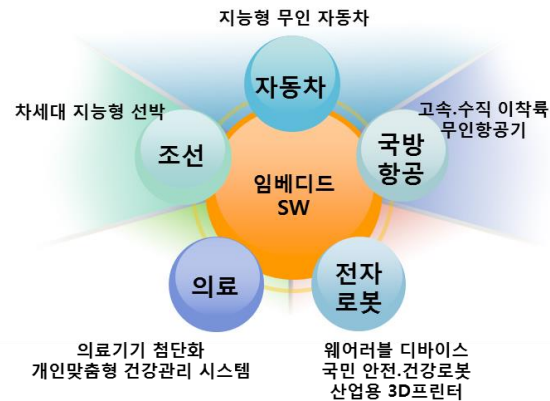 지능형 무인 자동차
자동차
차세대 지능형 선박
조선
고속.수직 이착륙
무인항공기
국방
항공
임베디드
SW
의료
전자
로봇
의료기기 첨단화
개인맞춤형 건강관리 시스템
웨어러블 디바이스
국민 안전.건강로봇
산업용 3D프린터